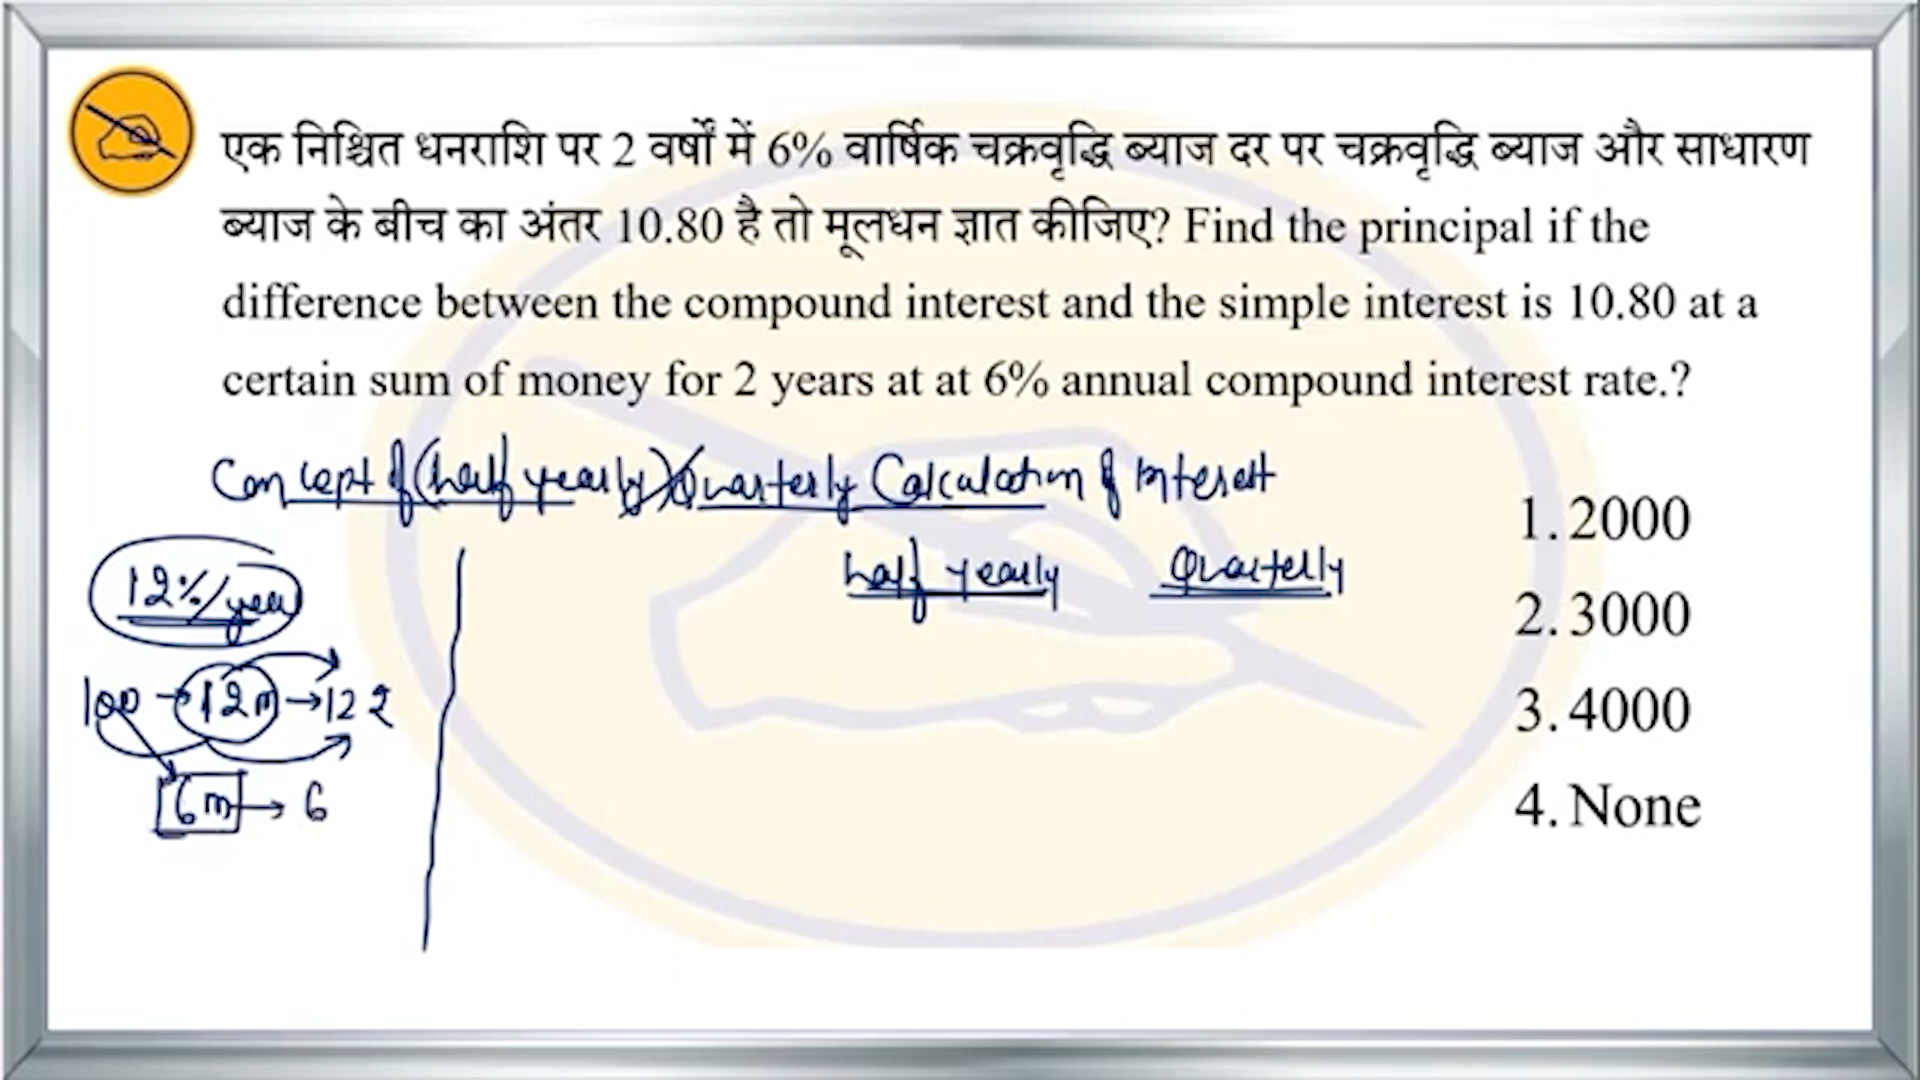 एक निश्चित धनराशि पर 2 वर्षों में 6% वार्षिक चक्रवृद्धि ब्याज दर पर चक्रवृद्धि ब्याज और साधारण
ब्याज के बीच का अंतर 10.80 है तो मूलधन ज्ञात कीजिए? Find the principal if the
difference between the compound interest and the simple interest is 10.80 at a
certain sum of money for 2 years at at 6% annual compound interest rate.?
Concept of (half yearly) Quarterly Calculation of Interest
1. 2000
half yearly Quarterly
12%/year
2. 3000
100 → 12m → 12 ₹
3. 4000
6m → 6
4. None